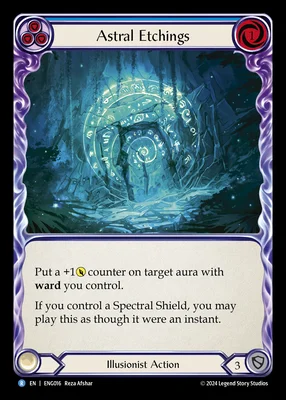 Astral Etchings
Put a +1 counter on target aura with
ward you control.
If you control a Spectral Shield, you may
play this as though it were an instant.
Illusionist Action
3
R EN | ENG016 Reza Afshar
©2024 Legend Story Studios